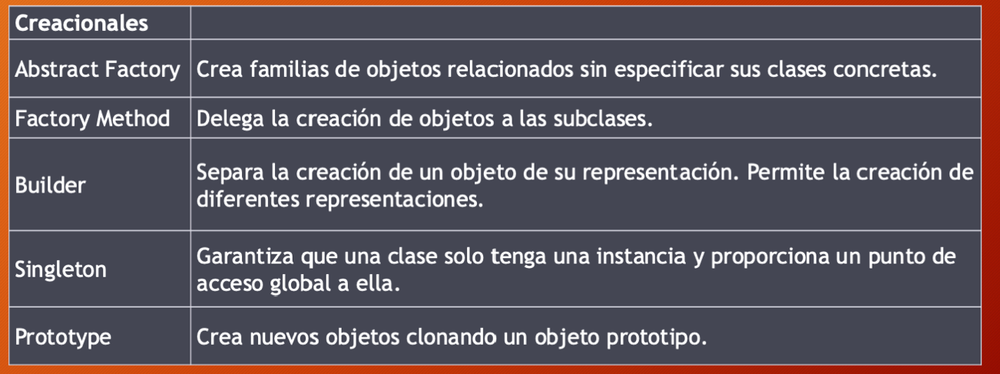 Creacionales
Abstract Factory
Crea familias de objetos relacionados sin especificar sus clases concretas.
Factory Method
Delega la creación de objetos a las subclases.
Builder
Separa la creación de un objeto de su representación. Permite la creación de
diferentes representaciones.
Singleton
Garantiza que una clase solo tenga una instancia y proporciona un punto de
acceso global a ella.
Prototype
Crea nuevos objetos clonando un objeto prototipo.